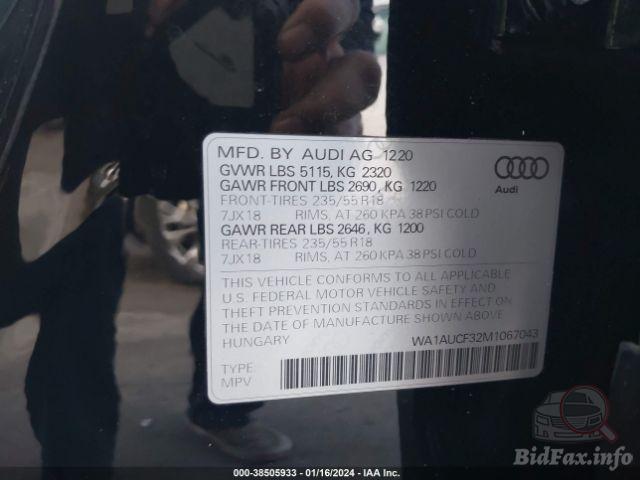 MFD. BY AUDI AG 1220
GVWR LBS 5115, KG 2320
GAWR FRONT LBS 2690, KG 1220
FRONT-TIRES 235/55 R18
7JX18 RIMS, AT 260 KPA 38 PSI COLD
GAWR REAR LBS 2646, KG 1200
REAR-TIRES 235/55 R18
7JX18 RIMS, AT 260 KPA 38 PSI COLD
Audi
THIS VEHICLE CONFORMS TO ALL APPLICABLE
U.S. FEDERAL MOTOR VEHICLE SAFETY AND
THEFT PREVENTION STANDARDS IN EFFECT ON
THE DATE OF MANUFACTURE SHOWN ABOVE.
HUNGARY WA1AUCF32M1067043
TYPE:
MPV
BidFax.info
000-38505933 - 01/16/2024 - IAA Inc.